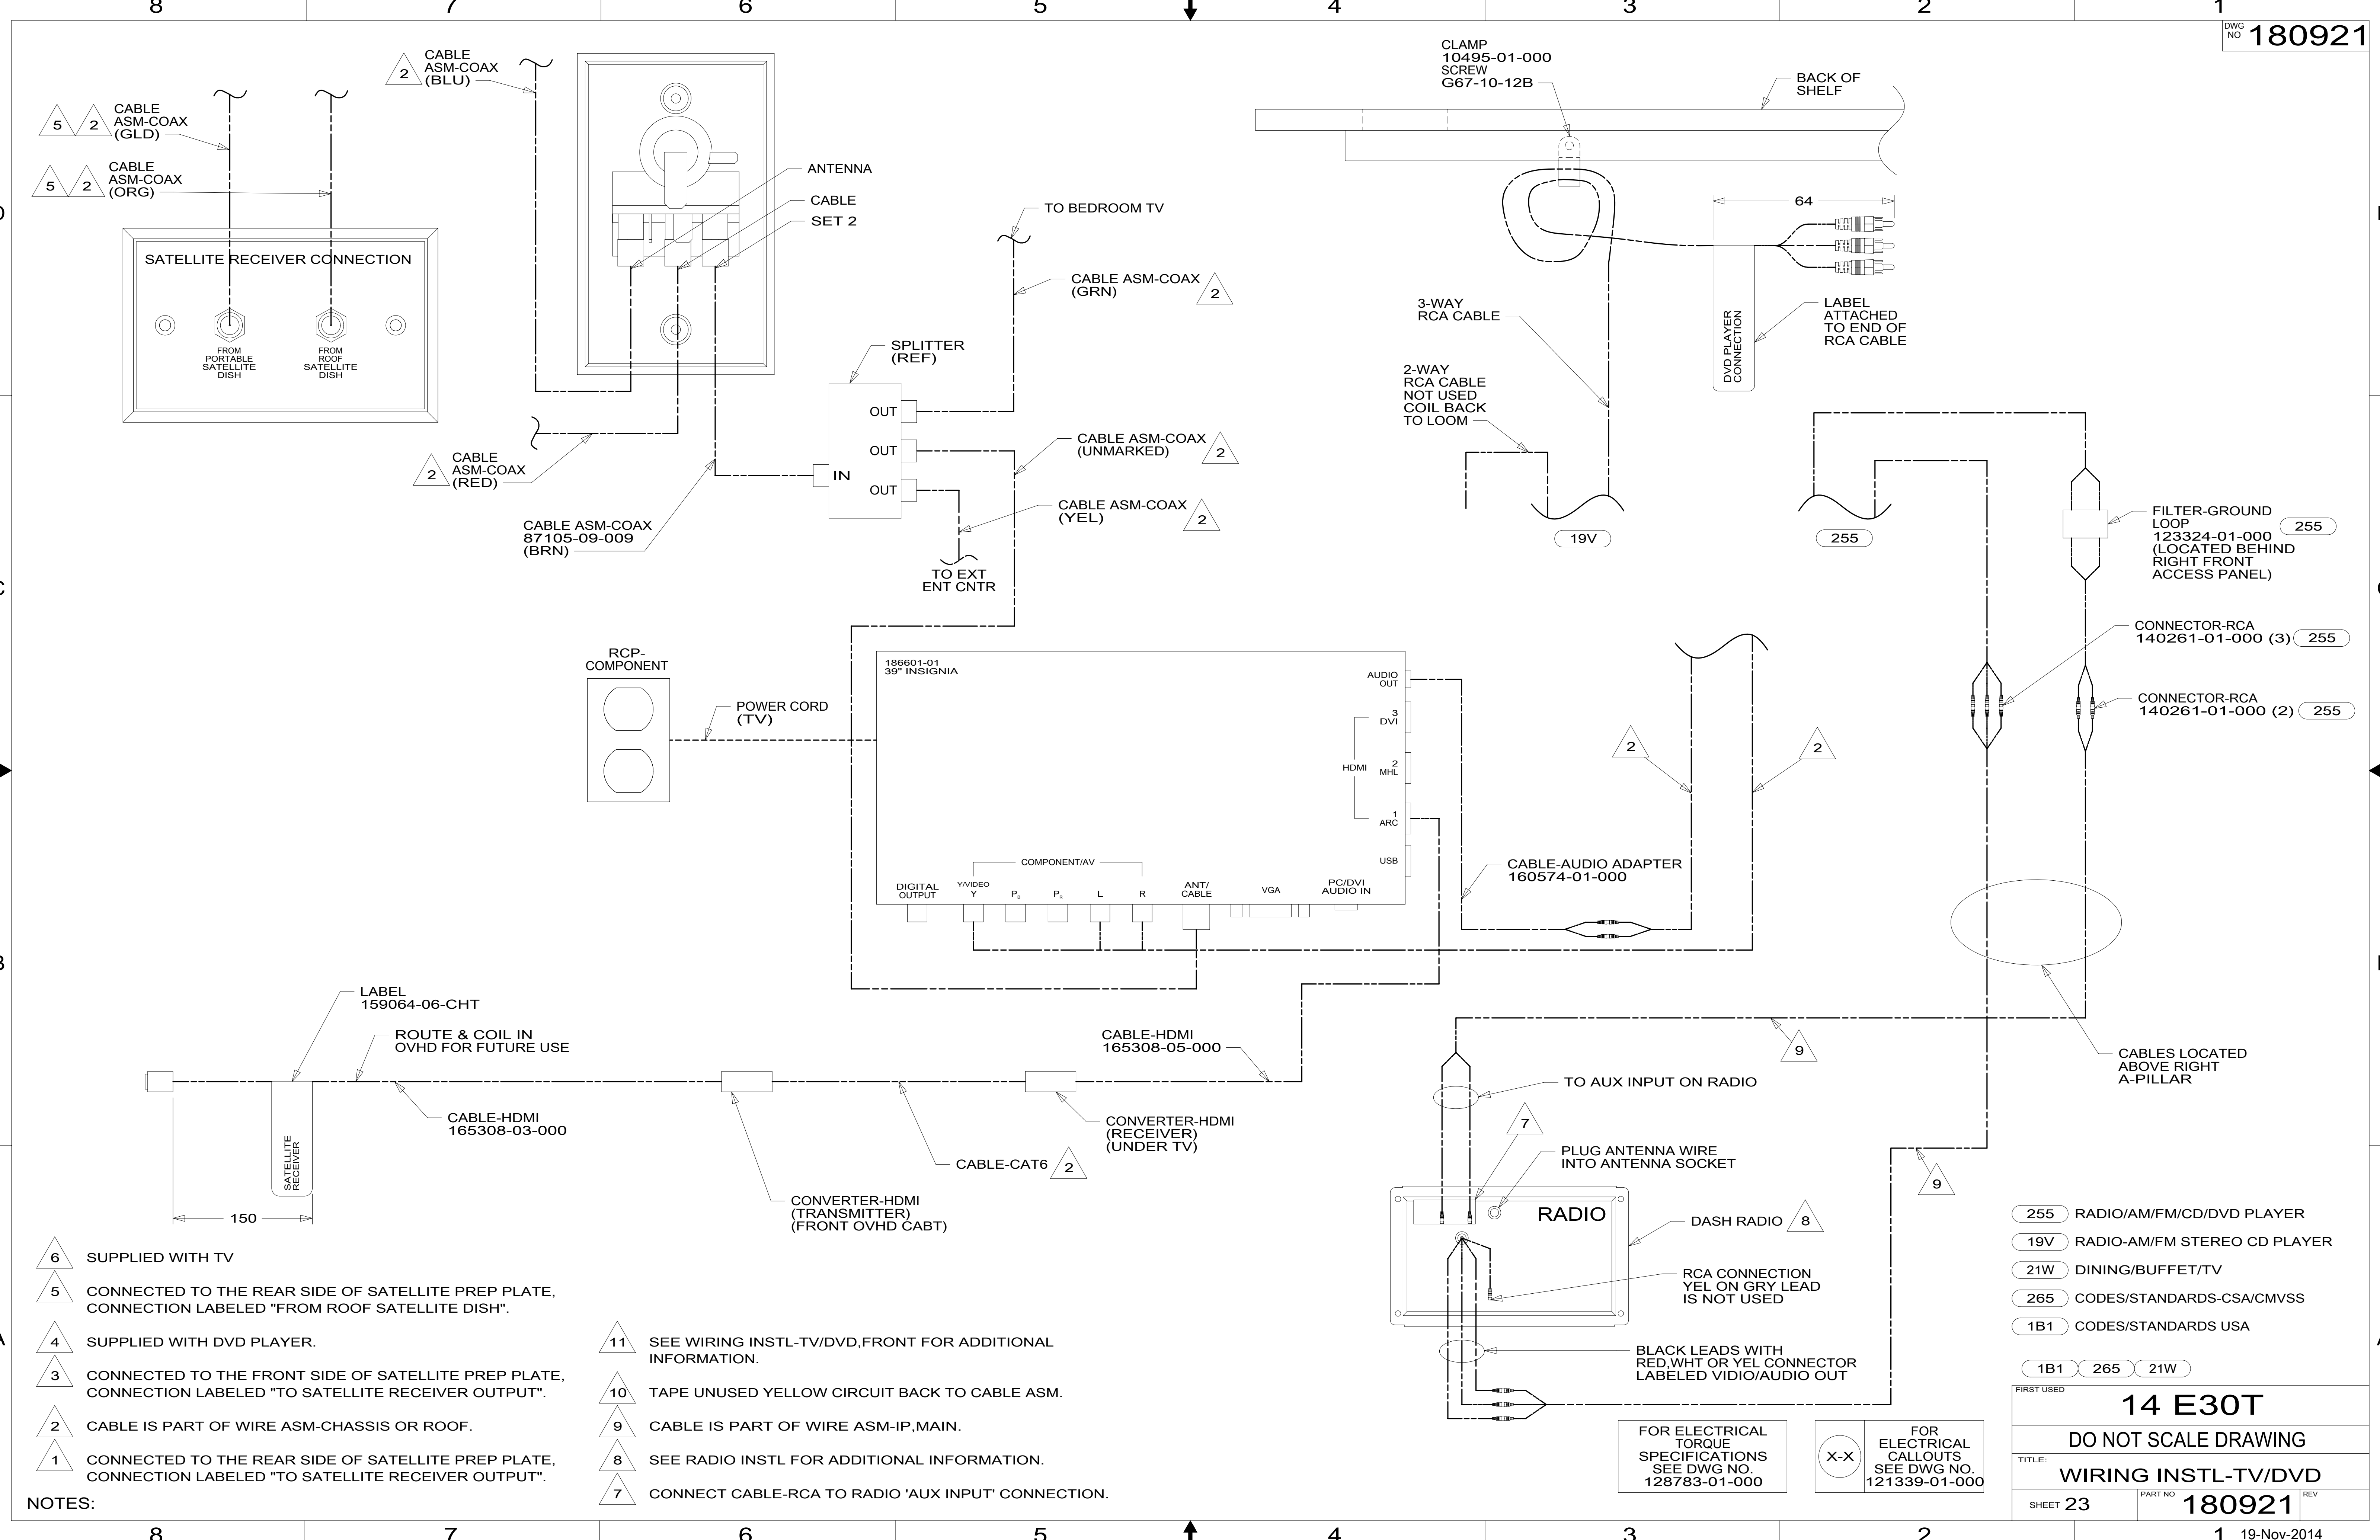 8 7 6 5 4 3 2 1
DWG
NO 180921
CABLE
ASM-COAX
(BLU)
2
5 2
CABLE
ASM-COAX
(GLD)
5 2
CABLE
ASM-COAX
(ORG)
SATELLITE RECEIVER CONNECTION
FROM
PORTABLE
SATELLITE
DISH
FROM
ROOF
SATELLITE
DISH
ANTENNA
CABLE
SET 2
2
CABLE
ASM-COAX
(RED)
CABLE ASM-COAX
87105-09-009
(BRN)
SPLITTER
(REF)
OUT
OUT
OUT
IN
TO BEDROOM TV
CABLE ASM-COAX
(GRN)
2
CABLE ASM-COAX
(UNMARKED)
2
CABLE ASM-COAX
(YEL)
2
TO EXT
ENT CNTR
CLAMP
10495-01-000
SCREW
G67-10-12B
BACK OF
SHELF
64
3-WAY
RCA CABLE
DVD PLAYER
CONNECTION
LABEL
ATTACHED
TO END OF
RCA CABLE
2-WAY
RCA CABLE
NOT USED
COIL BACK
TO LOOM
19V
255
FILTER-GROUND
LOOP
123324-01-000
(LOCATED BEHIND
RIGHT FRONT
ACCESS PANEL)
255
CONNECTOR-RCA
140261-01-000 (3) 255
CONNECTOR-RCA
140261-01-000 (2) 255
C
B
RCP-
COMPONENT
POWER CORD
(TV)
186601-01
39" INSIGNIA
AUDIO
OUT
3
DVI
HDMI
2
MHL
1
ARC
USB
COMPONENT/AV
DIGITAL
OUTPUT
Y/VIDEO
Y
PB
PR
L
R
ANT/
CABLE
VGA
PC/DVI
AUDIO IN
2
2
CABLE-AUDIO ADAPTER
160574-01-000
LABEL
159064-06-CHT
ROUTE & COIL IN
OVHD FOR FUTURE USE
CABLE-HDMI
165308-03-000
SATELLITE
RECEIVER
150
CABLE-HDMI
165308-05-000
CONVERTER-HDMI
(RECEIVER)
(UNDER TV)
CABLE-CAT6 2
CONVERTER-HDMI
(TRANSMITTER)
(FRONT OVHD CABT)
9
CABLES LOCATED
ABOVE RIGHT
A-PILLAR
TO AUX INPUT ON RADIO
7
PLUG ANTENNA WIRE
INTO ANTENNA SOCKET
9
RADIO
DASH RADIO 8
RCA CONNECTION
YEL ON GRY LEAD
IS NOT USED
BLACK LEADS WITH
RED,WHT OR YEL CONNECTOR
LABELED VIDIO/AUDIO OUT
6 SUPPLIED WITH TV
5 CONNECTED TO THE REAR SIDE OF SATELLITE PREP PLATE,
CONNECTION LABELED "FROM ROOF SATELLITE DISH".
4 SUPPLIED WITH DVD PLAYER.
3 CONNECTED TO THE FRONT SIDE OF SATELLITE PREP PLATE,
CONNECTION LABELED "TO SATELLITE RECEIVER OUTPUT".
2 CABLE IS PART OF WIRE ASM-CHASSIS OR ROOF.
1 CONNECTED TO THE REAR SIDE OF SATELLITE PREP PLATE,
CONNECTION LABELED "TO SATELLITE RECEIVER OUTPUT".
NOTES:
11 SEE WIRING INSTL-TV/DVD,FRONT FOR ADDITIONAL
INFORMATION.
10 TAPE UNUSED YELLOW CIRCUIT BACK TO CABLE ASM.
9 CABLE IS PART OF WIRE ASM-IP,MAIN.
8 SEE RADIO INSTL FOR ADDITIONAL INFORMATION.
7 CONNECT CABLE-RCA TO RADIO 'AUX INPUT' CONNECTION.
255 RADIO/AM/FM/CD/DVD PLAYER
19V RADIO-AM/FM STEREO CD PLAYER
21W DINING/BUFFET/TV
265 CODES/STANDARDS-CSA/CMVSS
1B1 CODES/STANDARDS USA
1B1 265 21W
FOR ELECTRICAL
TORQUE
SPECIFICATIONS
SEE DWG NO.
128783-01-000
X-X
FOR
ELECTRICAL
CALLOUTS
SEE DWG NO.
121339-01-000
FIRST USED
14 E30T
DO NOT SCALE DRAWING
TITLE:
WIRING INSTL-TV/DVD
SHEET 23
PART NO 180921
REV
8 7 6 5 4 3 2 1
19-Nov-2014